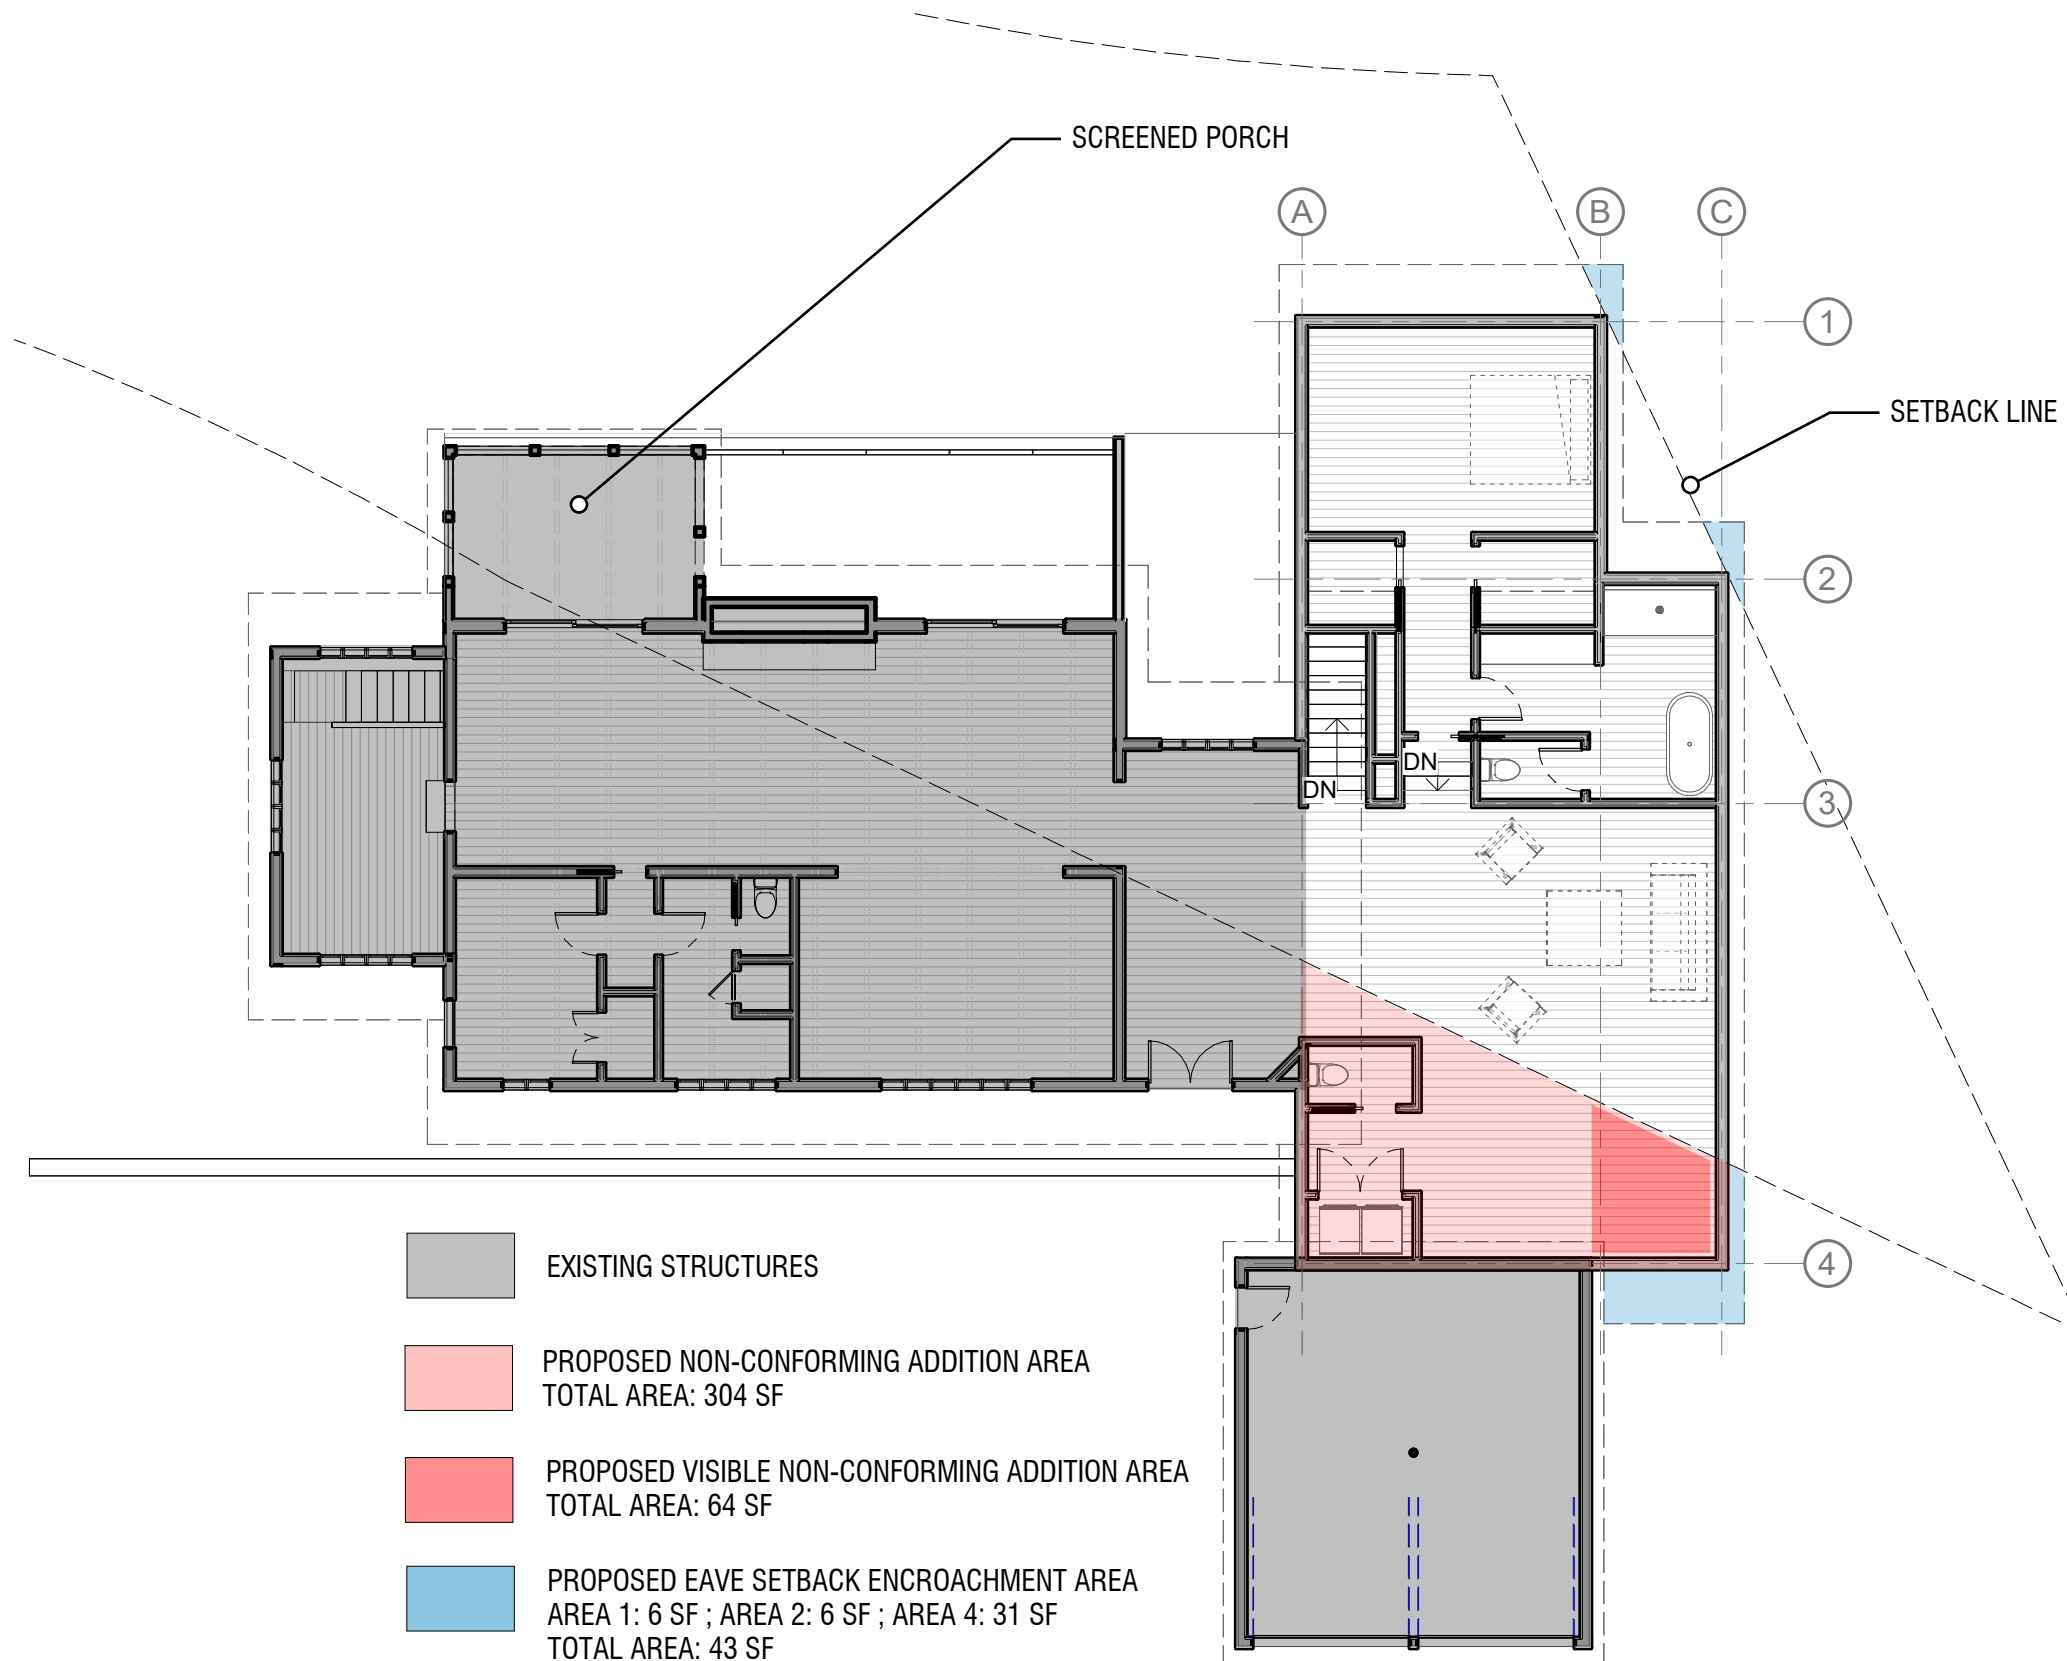 SCREENED PORCH
A
B
C
1
SETBACK LINE
2
DN
DN
3
4
EXISTING STRUCTURES
PROPOSED NON-CONFORMING ADDITION AREA
TOTAL AREA: 304 SF
PROPOSED VISIBLE NON-CONFORMING ADDITION AREA
TOTAL AREA: 64 SF
PROPOSED EAVE SETBACK ENCROACHMENT AREA
AREA 1: 6 SF ; AREA 2: 6 SF ; AREA 4: 31 SF
TOTAL AREA: 43 SF